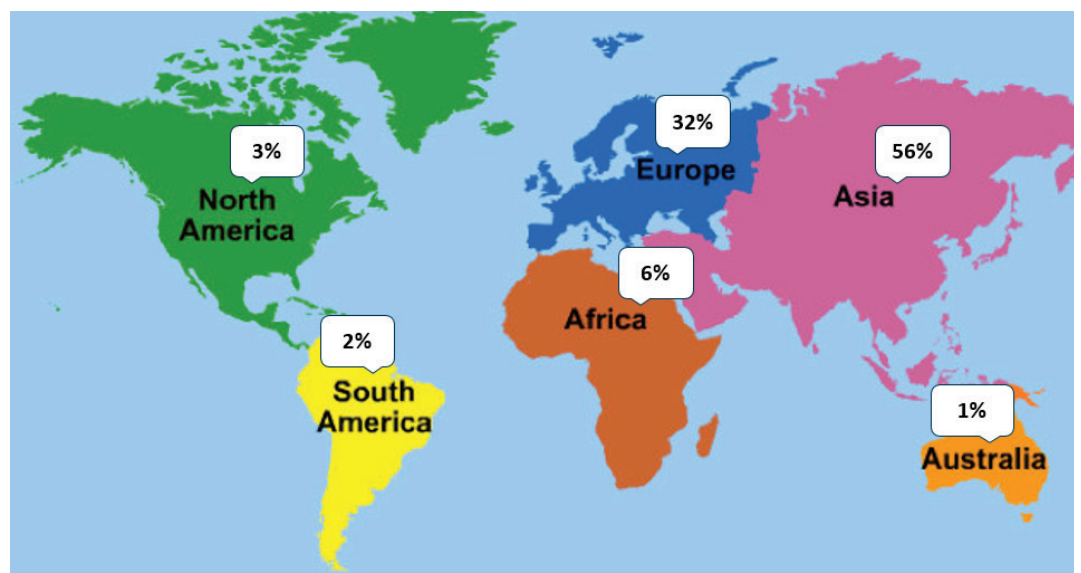 3%
North
America
2%
South
America
32%
Europe
6%
Africa
56%
Asia
1%
Australia